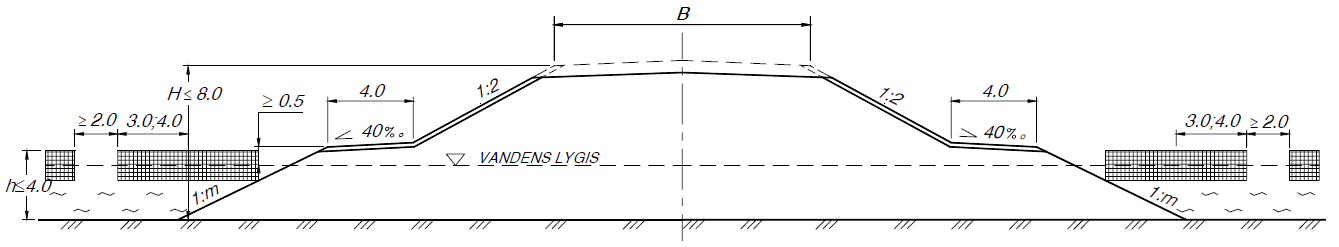 B
H≤ 8.0
≥ 0.5
4.0
1:2
1:2
4.0
≥ 2.0
3.0;4.0
≤ 40‰
≥ 40‰
3.0;4.0
≥ 2.0
VANDENS LYGIS
h≤4.0
1:m
1:m